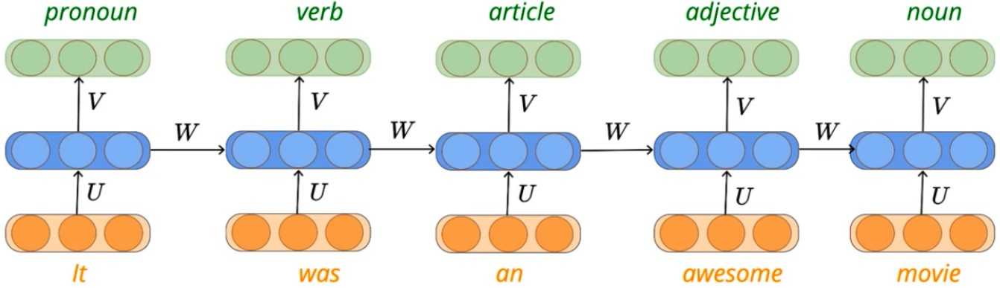 pronoun verb article adjective noun
V V V V V
W W W W
U U U U U
It was an awesome movie